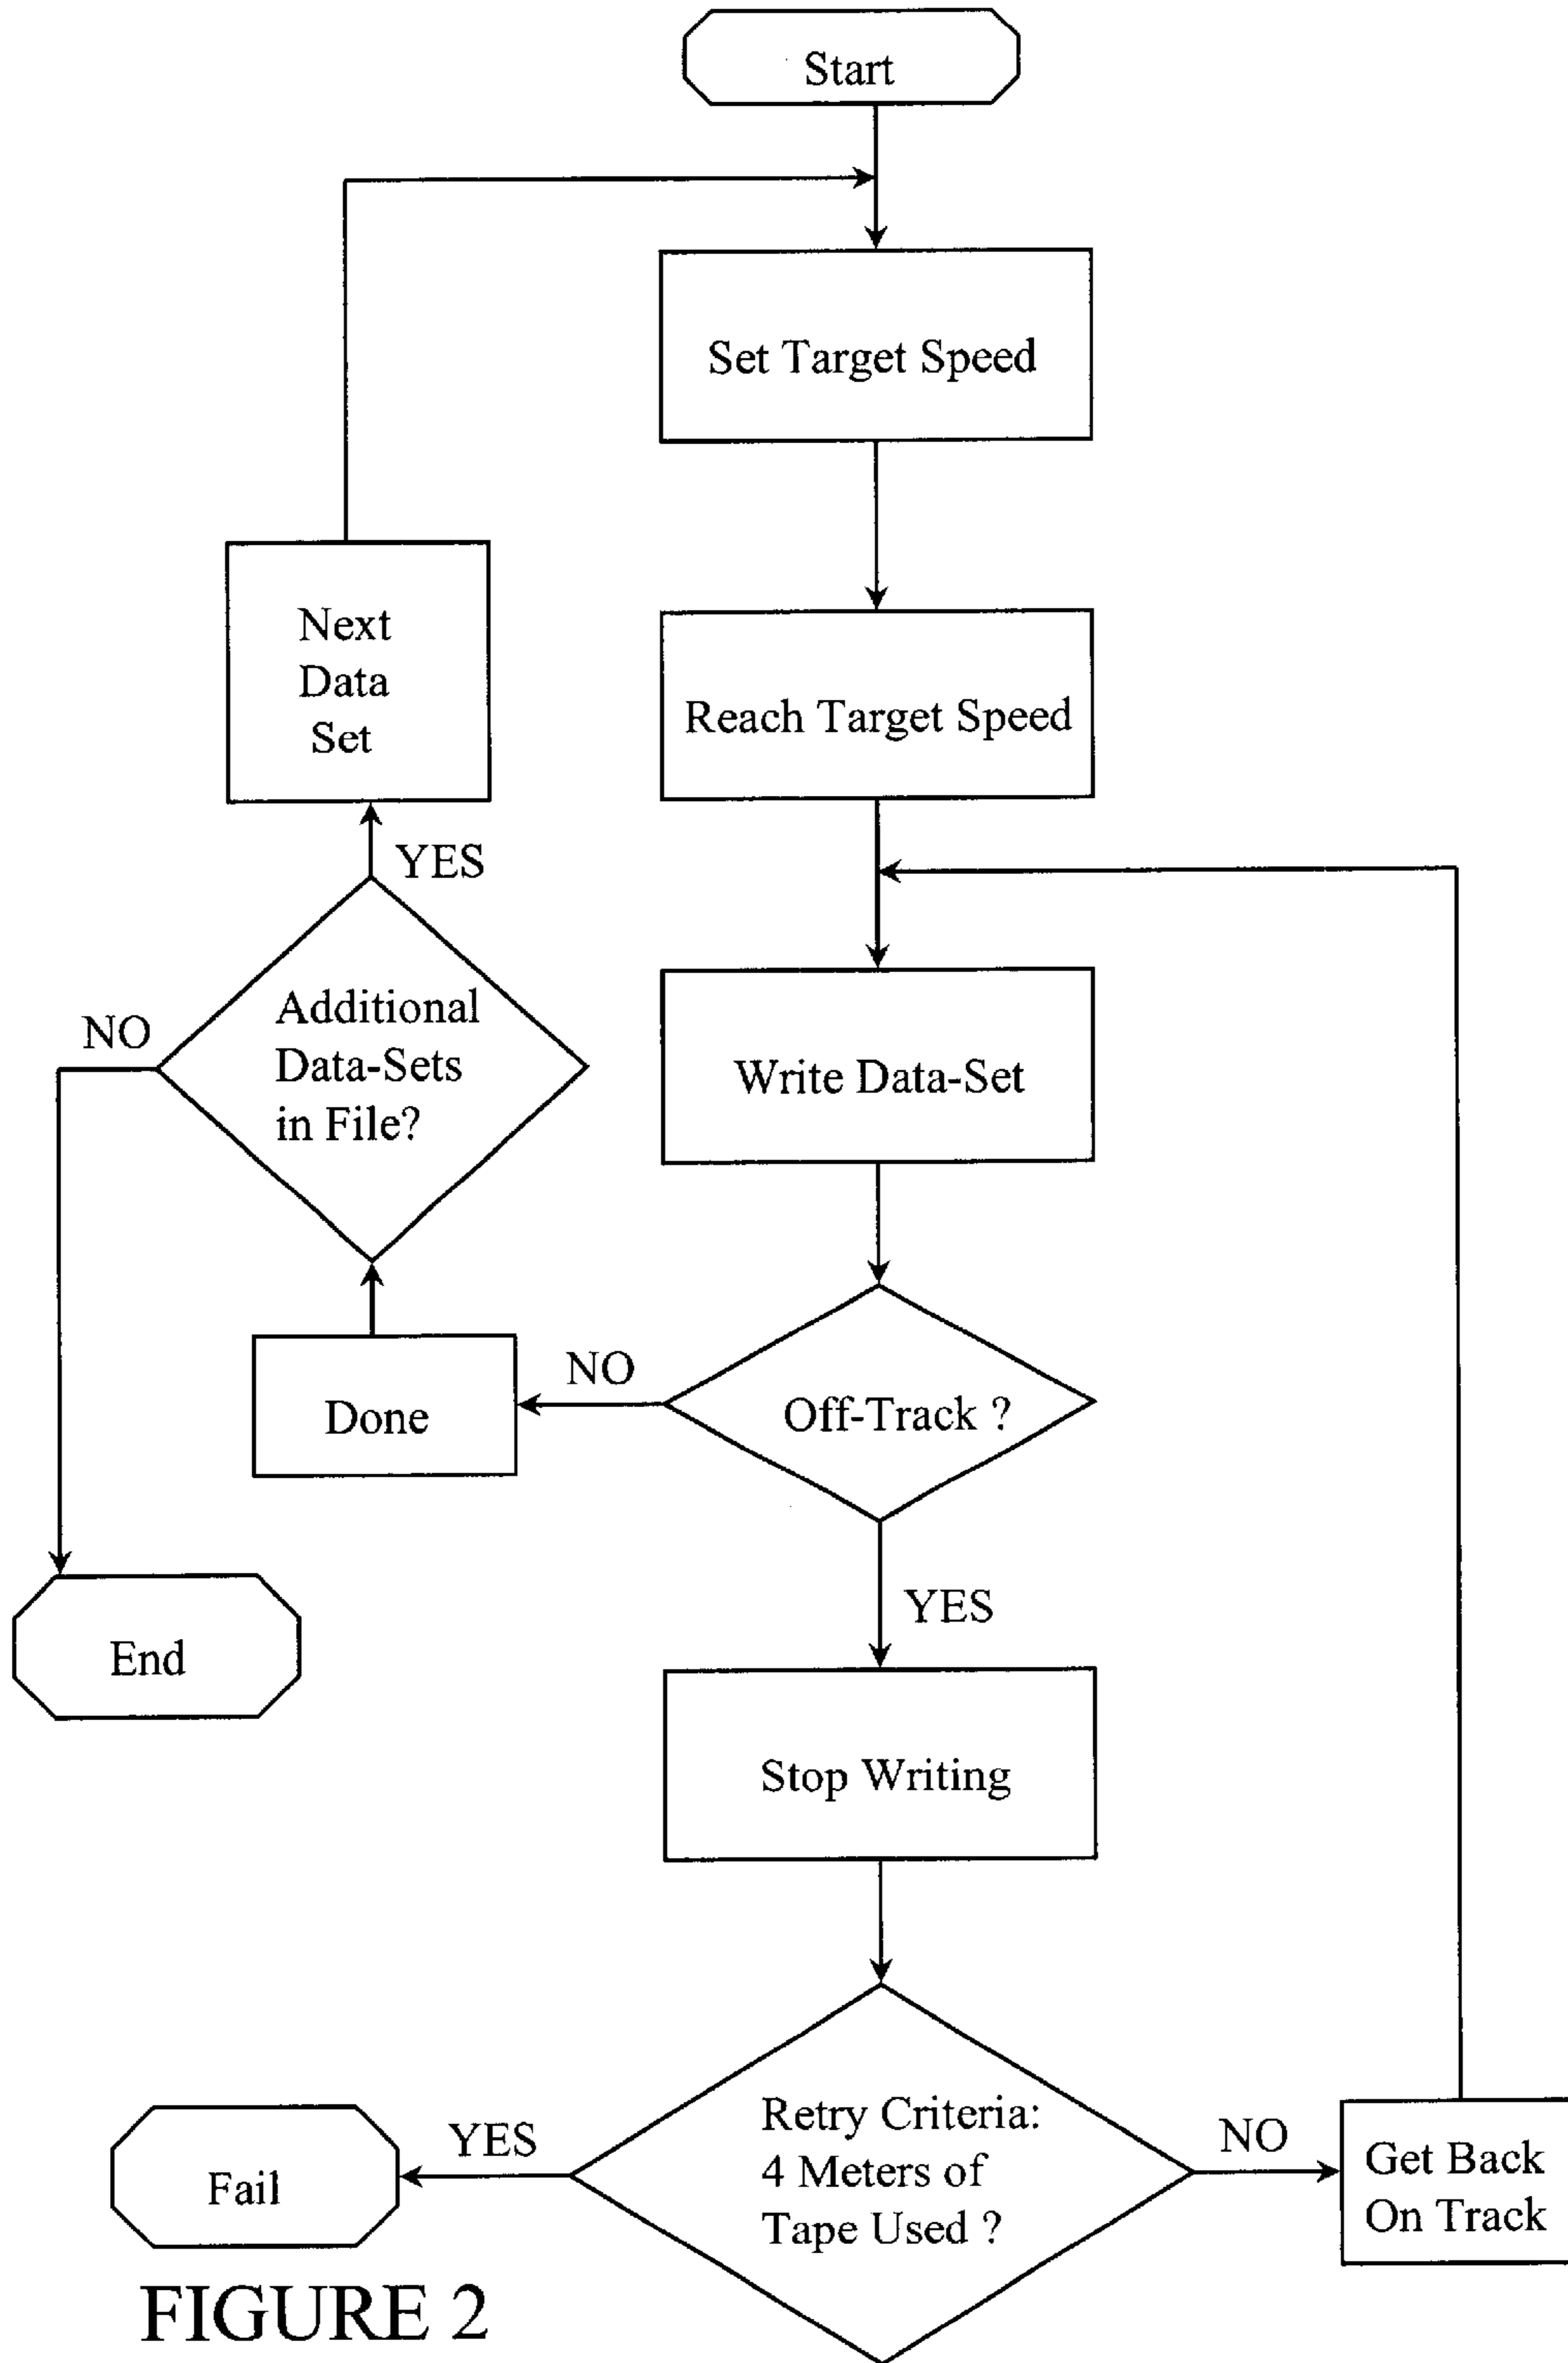 Start
Set Target Speed
Next
Data
Set
Reach Target Speed
YES
Additional
Data-Sets
in File?
NO
Write Data-Set
NO
Done
Off-Track ?
YES
End
Stop Writing
Retry Criteria:
4 Meters of
Tape Used ?
YES
NO
Fail
Get Back
On Track
FIGURE 2